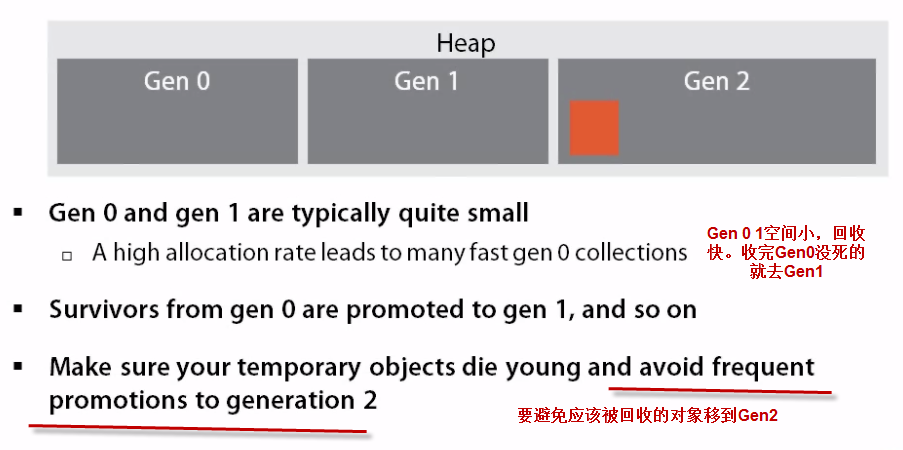 Heap
Gen 0
Gen 1
Gen 2
▪ Gen 0 and gen 1 are typically quite small
□ A high allocation rate leads to many fast gen 0 collections
Gen 0 1空间小，回收
快。收完Gen0没死的
就去Gen1
▪ Survivors from gen 0 are promoted to gen 1, and so on
▪ Make sure your temporary objects die young and avoid frequent
promotions to generation 2
要避免应该被回收的对象移到Gen2